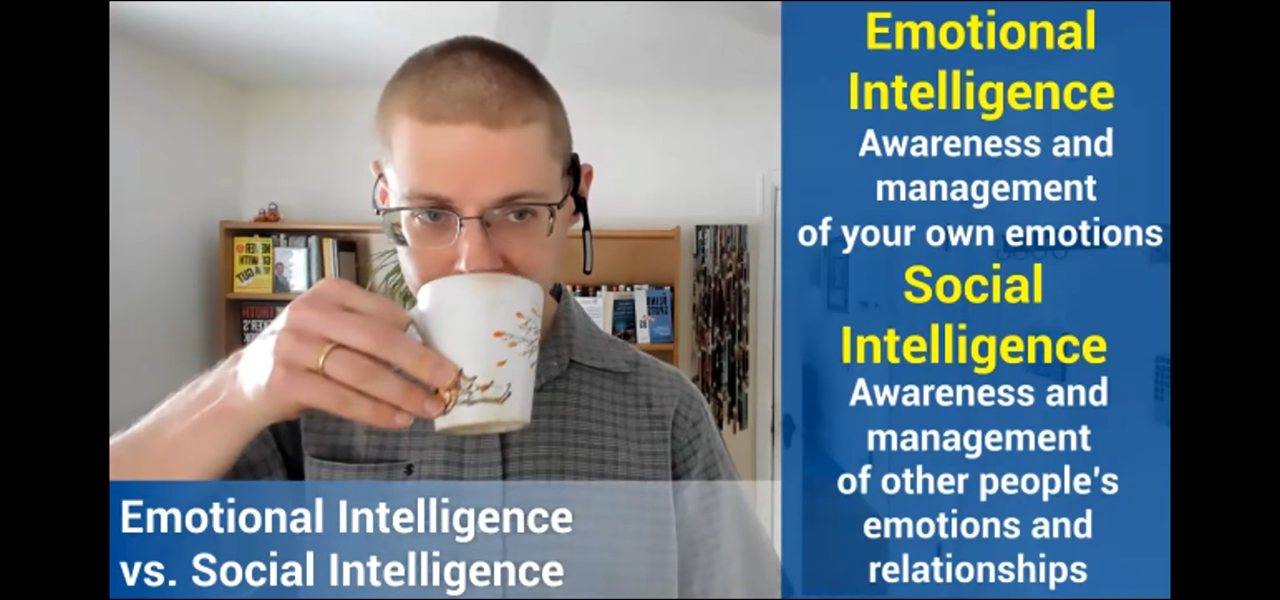 Emotional
Intelligence
Awareness and
management
of your own emotions
Social
Intelligence
Awareness and
management
of other people's
emotions and
relationships
Emotional Intelligence
vs. Social Intelligence
BLIND